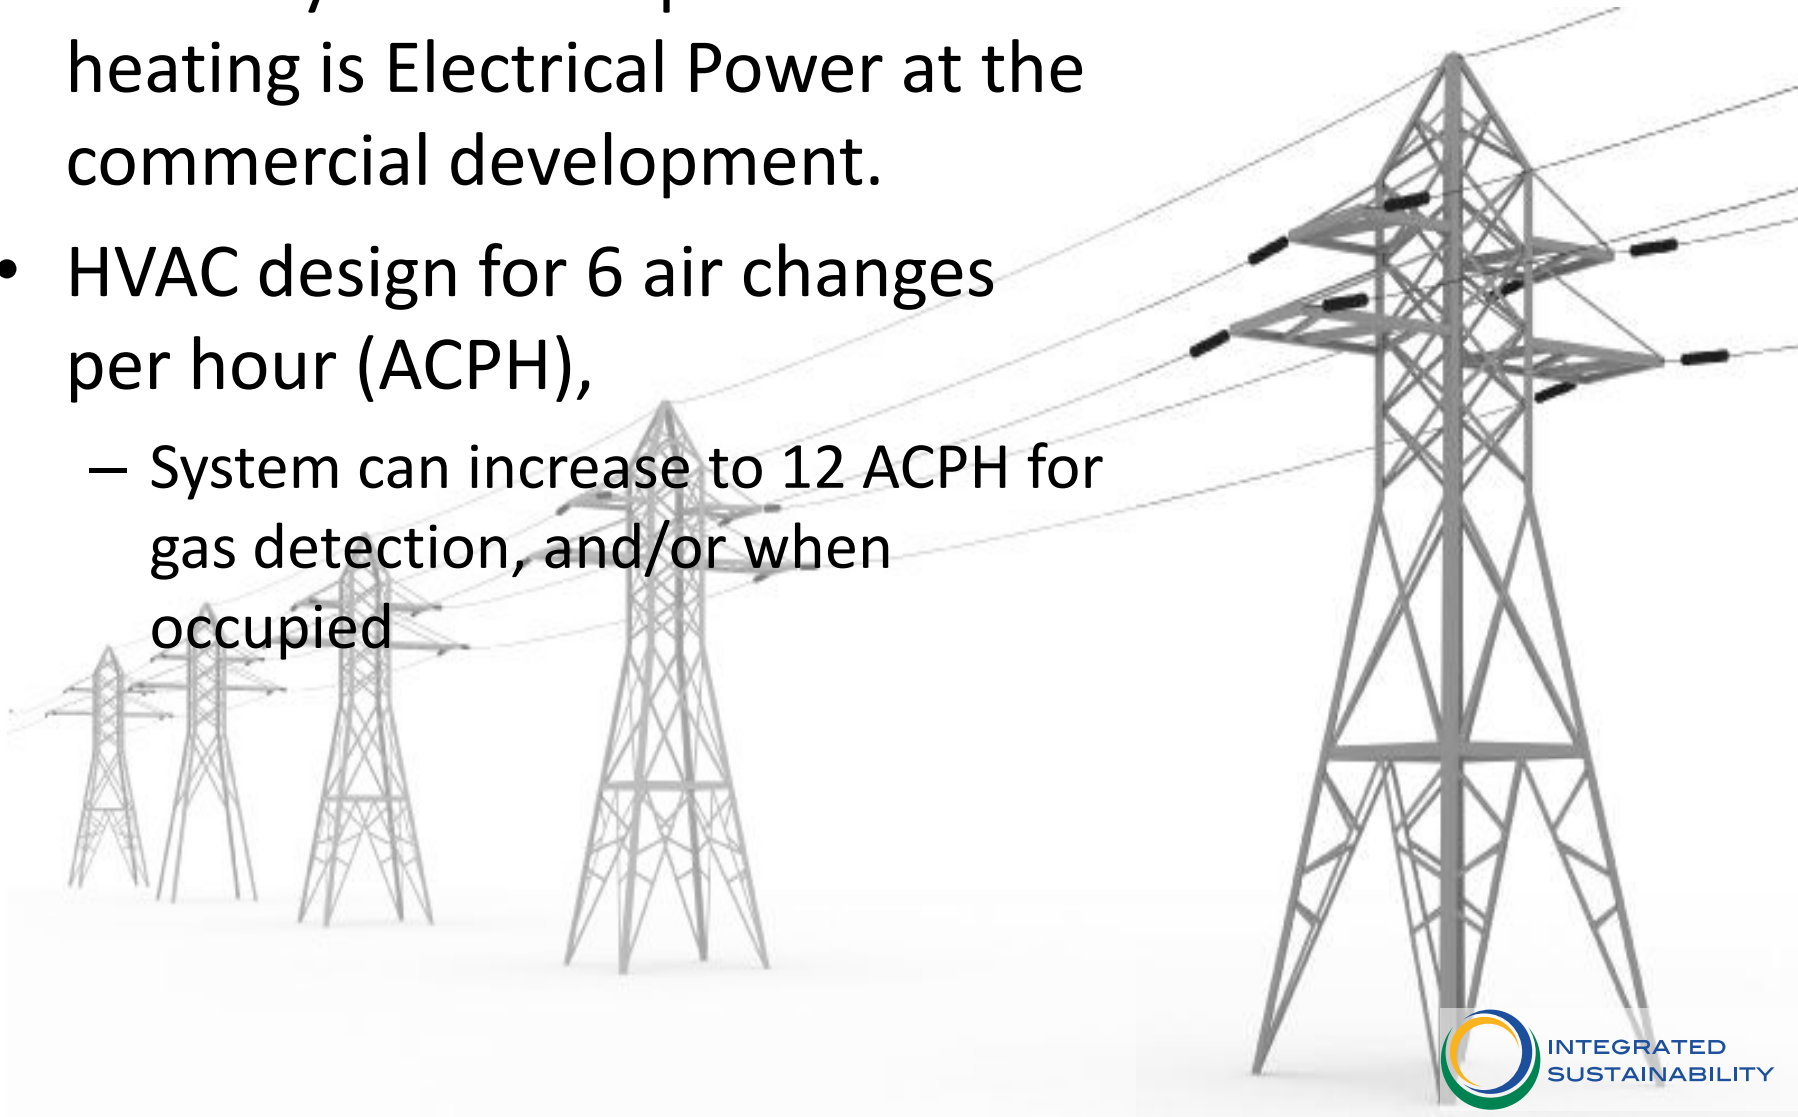 heating is Electrical Power at the
commercial development.
• HVAC design for 6 air changes
per hour (ACPH),
– System can increase to 12 ACPH for
gas detection, and/or when
occupied
INTEGRATED
SUSTAINABILITY